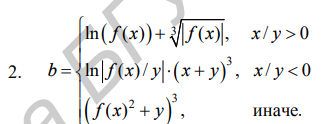 ln(f(x)) + ∛|f(x)|, x/y > 0
2. b = { ln|f(x)/y|·(x+y)³, x/y < 0
(f(x)² + y)³, иначе.